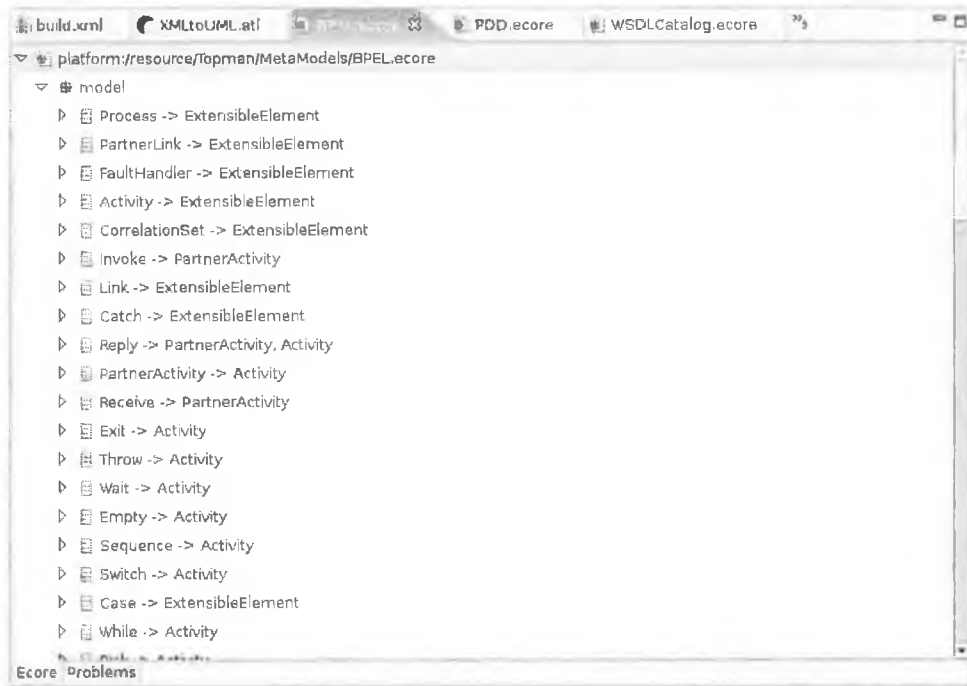 build.xml XMLtoUML.atl PDD.ecore WSDLCatalog.ecore
platform:/resource/Topman/MetaModels/BPEL.ecore
model
Process -> ExtensibleElement
PartnerLink -> ExtensibleElement
FaultHandler -> ExtensibleElement
Activity -> ExtensibleElement
CorrelationSet -> ExtensibleElement
Invoke -> PartnerActivity
Link -> ExtensibleElement
Catch -> ExtensibleElement
Reply -> PartnerActivity, Activity
PartnerActivity -> Activity
Receive -> PartnerActivity
Exit -> Activity
Throw -> Activity
Wait -> Activity
Empty -> Activity
Sequence -> Activity
Switch -> Activity
Case -> ExtensibleElement
While -> Activity
Ecore Problems